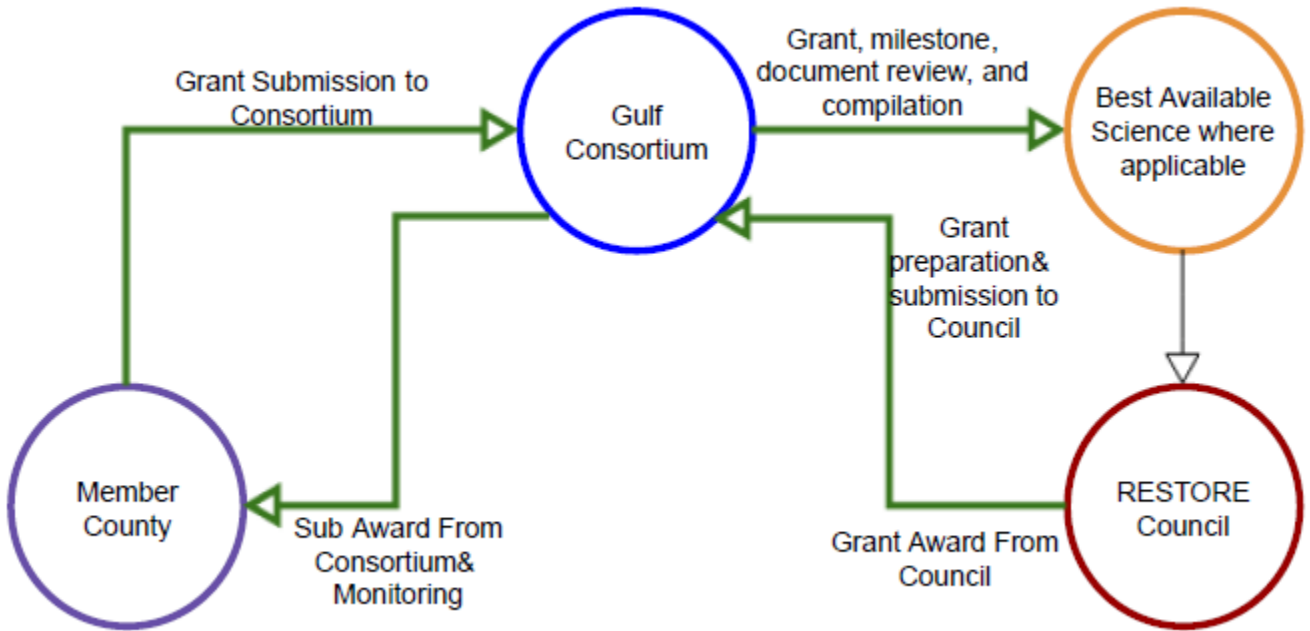 Grant Submission to
Consortium
Gulf
Consortium
Grant, milestone,
document review, and
compilation
Best Available
Science where
applicable
Grant
preparation&
submission to
Council
Member
County
Sub Award From
Consortium&
Monitoring
Grant Award From
Council
RESTORE
Council